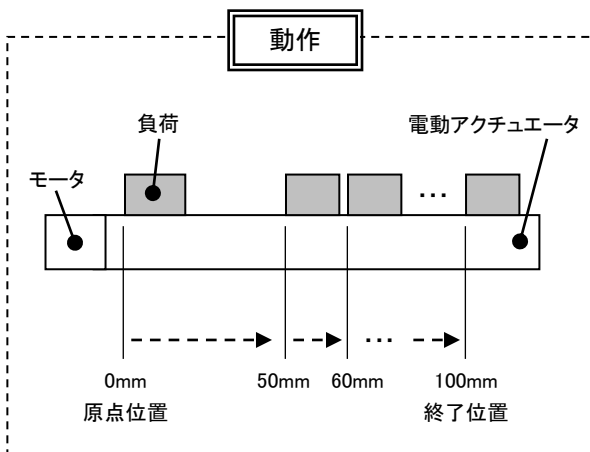 動作
負荷
電動アクチュエータ
モータ
...
...
0mm
50mm
60mm
100mm
原点位置
終了位置